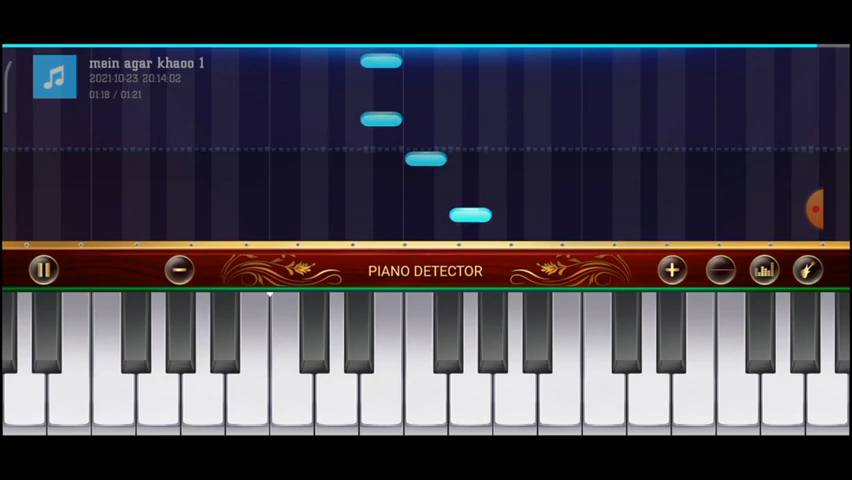 mein agar khaoo 1
2021-10-23 20:14:02
01:18 / 01:21
PIANO DETECTOR